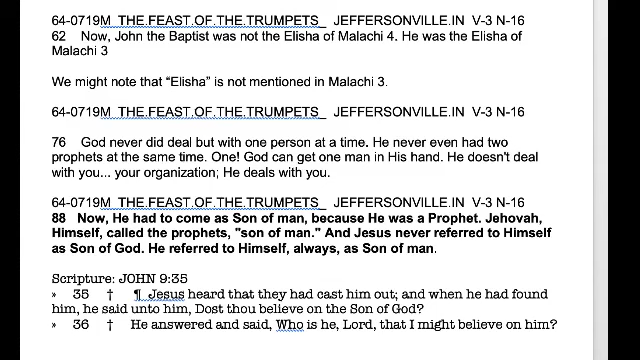 64-0719M THE.FEAST.OF.THE.TRUMPETS_ JEFFERSONVILLE.IN V-3 N-16
62 Now, John the Baptist was not the Elisha of Malachi 4. He was the Elisha of
Malachi 3
We might note that “Elisha” is not mentioned in Malachi 3.
64-0719M THE.FEAST.OF.THE.TRUMPETS_ JEFFERSONVILLE.IN V-3 N-16
76 God never did deal but with one person at a time. He never even had two
prophets at the same time. One! God can get one man in His hand. He doesn't deal
with you... your organization; He deals with you.
64-0719M THE.FEAST.OF.THE.TRUMPETS_ JEFFERSONVILLE.IN V-3 N-16
88 Now, He had to come as Son of man, because He was a Prophet. Jehovah,
Himself, called the prophets, "son of man." And Jesus never referred to Himself
as Son of God. He referred to Himself, always, as Son of man.
Scripture: JOHN 9:35
» 35 † ¶ Jesus heard that they had cast him out; and when he had found
him, he said unto him, Dost thou believe on the Son of God?
» 36 † He answered and said, Who is he, Lord, that I might believe on him?